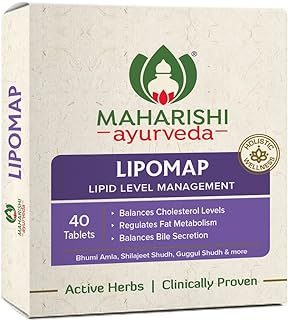 LIPOMAP
MAHARISHI
ayurveda
LIPOMAP
LIPID LEVEL MANAGEMENT
HOLISTIC WELLNESS
40
Tablets
• Balances Cholesterol Levels
• Regulates Fat Metabolism
• Balances Bile Secretion
Bhumi Amla, Shilajeet Shudh, Guggul Shudh & more
Active Herbs | Clinically Proven